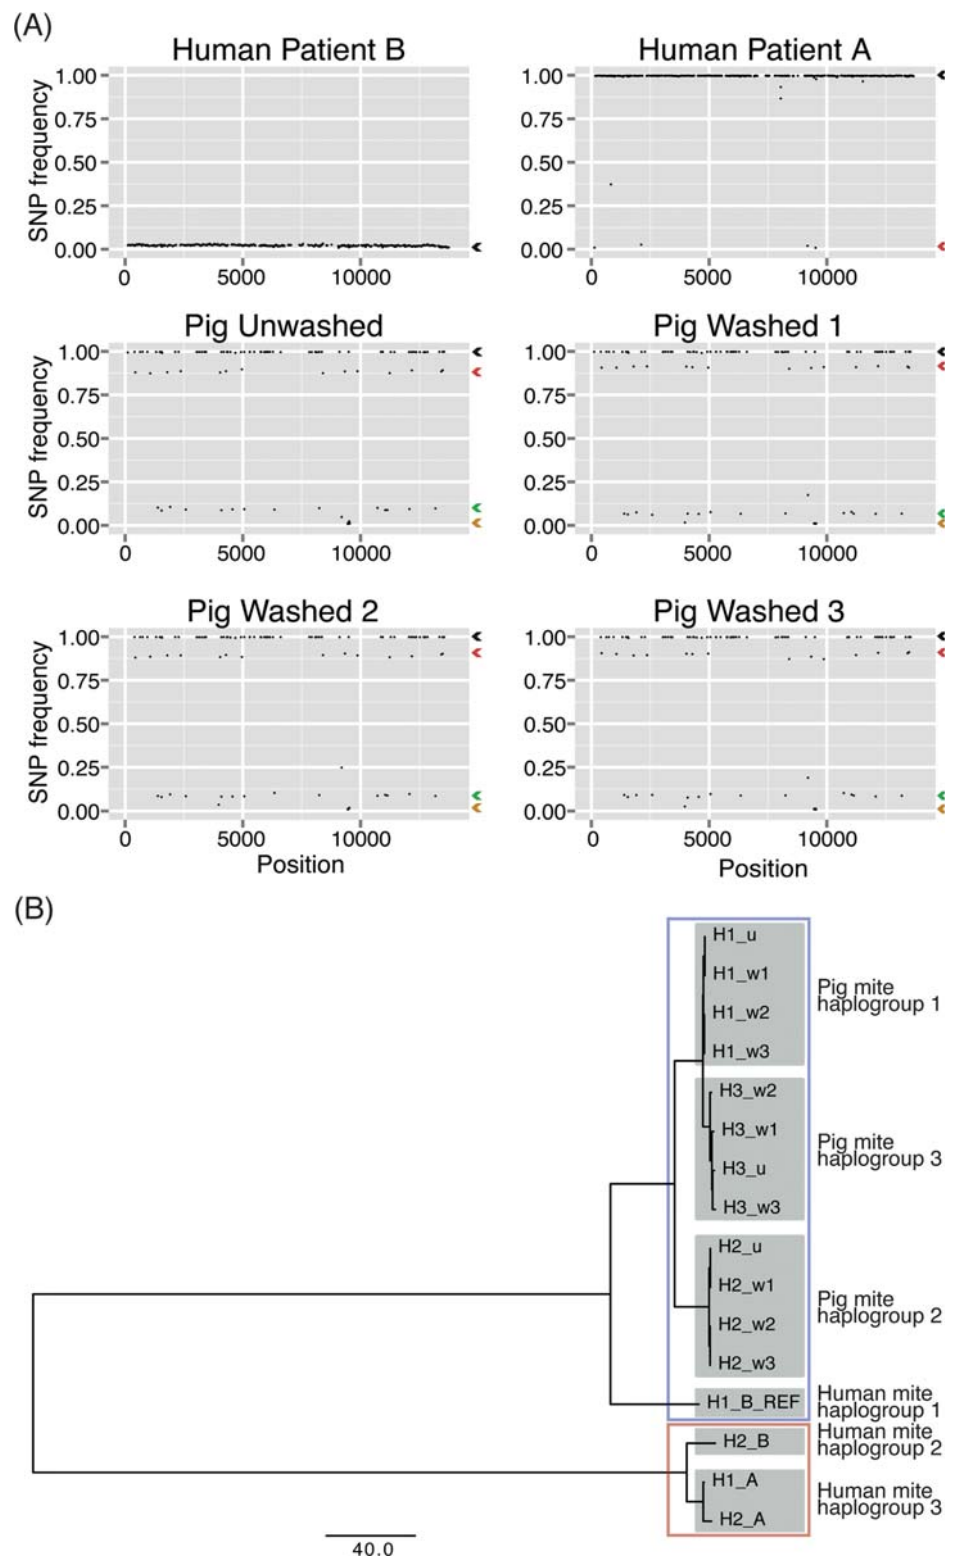 (A)
Human Patient B
Human Patient A
SNP frequency
1.00
0.75
0.50
0.25
0.00
0
5000
10000
SNP frequency
1.00
0.75
0.50
0.25
0.00
0
5000
10000
Pig Unwashed
Pig Washed 1
SNP frequency
1.00
0.75
0.50
0.25
0.00
0
5000
10000
SNP frequency
1.00
0.75
0.50
0.25
0.00
0
5000
10000
Pig Washed 2
Pig Washed 3
SNP frequency
1.00
0.75
0.50
0.25
0.00
0
5000
10000
Position
SNP frequency
1.00
0.75
0.50
0.25
0.00
0
5000
10000
Position
(B)
H1_u
H1_w1
H1_w2
H1_w3
Pig mite
haplogroup 1
H3_w2
H3_w1
H3_u
H3_w3
Pig mite
haplogroup 3
H2_u
H2_w1
H2_w2
H2_w3
Pig mite
haplogroup 2
H1_B_REF
Human mite
haplogroup 1
H2_B
Human mite
haplogroup 2
H1_A
H2_A
Human mite
haplogroup 3
40.0